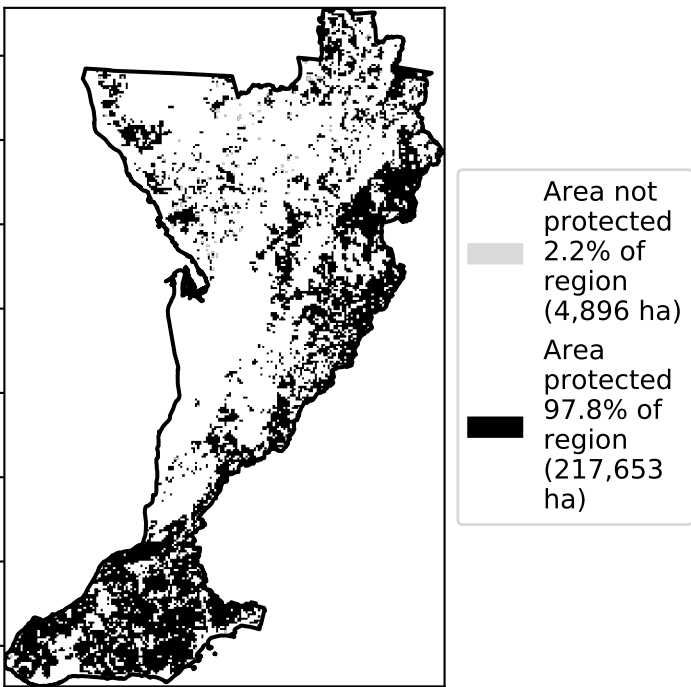 Area not
protected
2.2% of
region
(4,896 ha)
Area
protected
97.8% of
region
(217,653
ha)